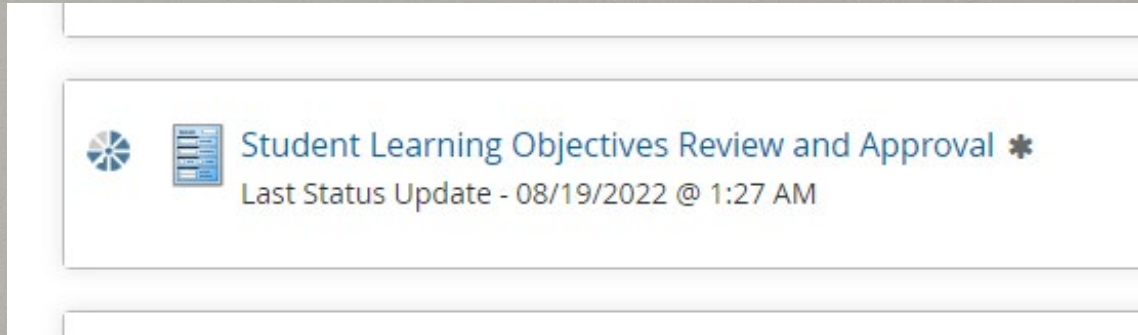 Student Learning Objectives Review and Approval ✱
Last Status Update - 08/19/2022 @ 1:27 AM